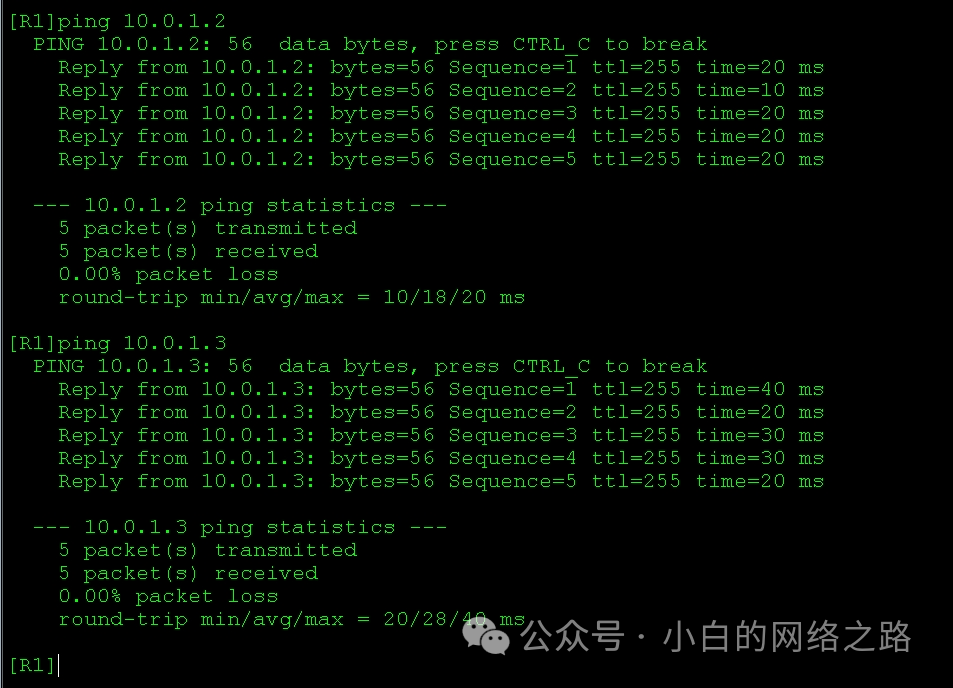 [R1]ping 10.0.1.2
PING 10.0.1.2: 56  data bytes, press CTRL_C to break
Reply from 10.0.1.2: bytes=56 Sequence=1 ttl=255 time=20 ms
Reply from 10.0.1.2: bytes=56 Sequence=2 ttl=255 time=10 ms
Reply from 10.0.1.2: bytes=56 Sequence=3 ttl=255 time=20 ms
Reply from 10.0.1.2: bytes=56 Sequence=4 ttl=255 time=20 ms
Reply from 10.0.1.2: bytes=56 Sequence=5 ttl=255 time=20 ms
--- 10.0.1.2 ping statistics ---
5 packet(s) transmitted
5 packet(s) received
0.00% packet loss
round-trip min/avg/max = 10/18/20 ms
[R1]ping 10.0.1.3
PING 10.0.1.3: 56  data bytes, press CTRL_C to break
Reply from 10.0.1.3: bytes=56 Sequence=1 ttl=255 time=40 ms
Reply from 10.0.1.3: bytes=56 Sequence=2 ttl=255 time=20 ms
Reply from 10.0.1.3: bytes=56 Sequence=3 ttl=255 time=30 ms
Reply from 10.0.1.3: bytes=56 Sequence=4 ttl=255 time=30 ms
Reply from 10.0.1.3: bytes=56 Sequence=5 ttl=255 time=20 ms
--- 10.0.1.3 ping statistics ---
5 packet(s) transmitted
5 packet(s) received
0.00% packet loss
round-trip min/avg/max = 20/28/40 ms
公众号 · 小白的网络之路
[R1]